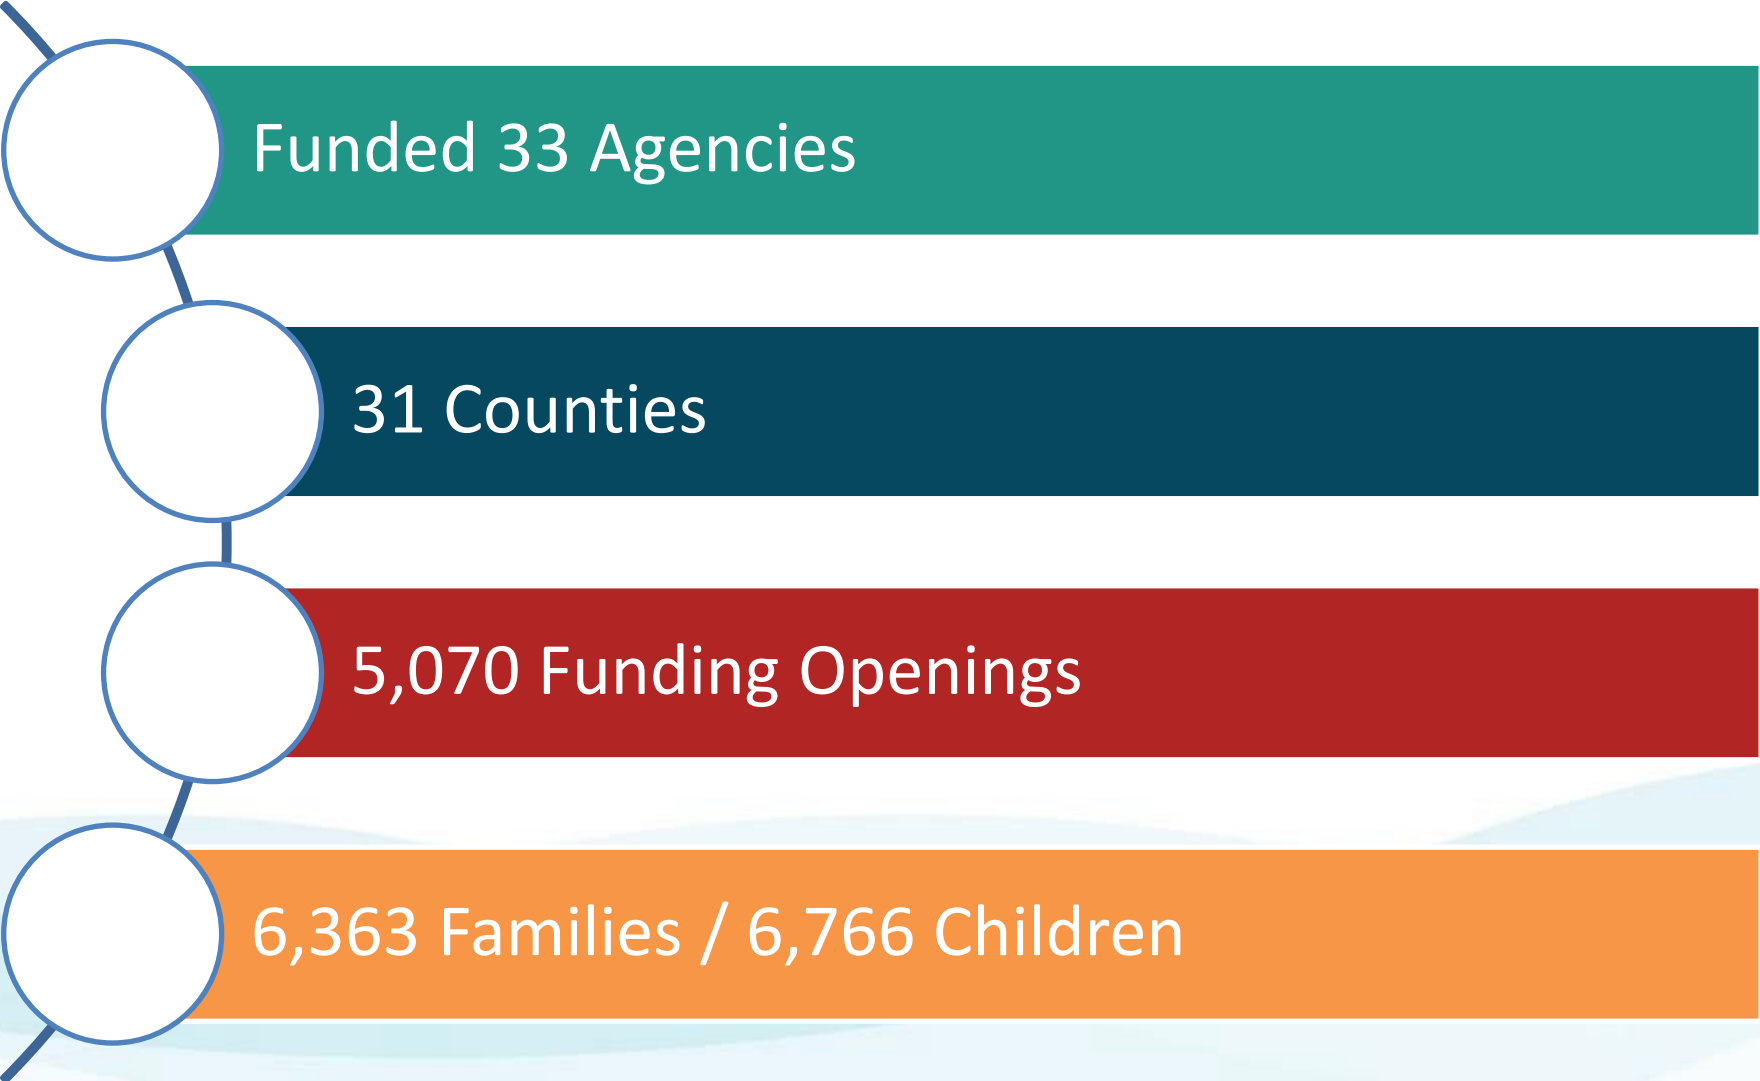 Funded 33 Agencies
31 Counties
5,070 Funding Openings
6,363 Families / 6,766 Children